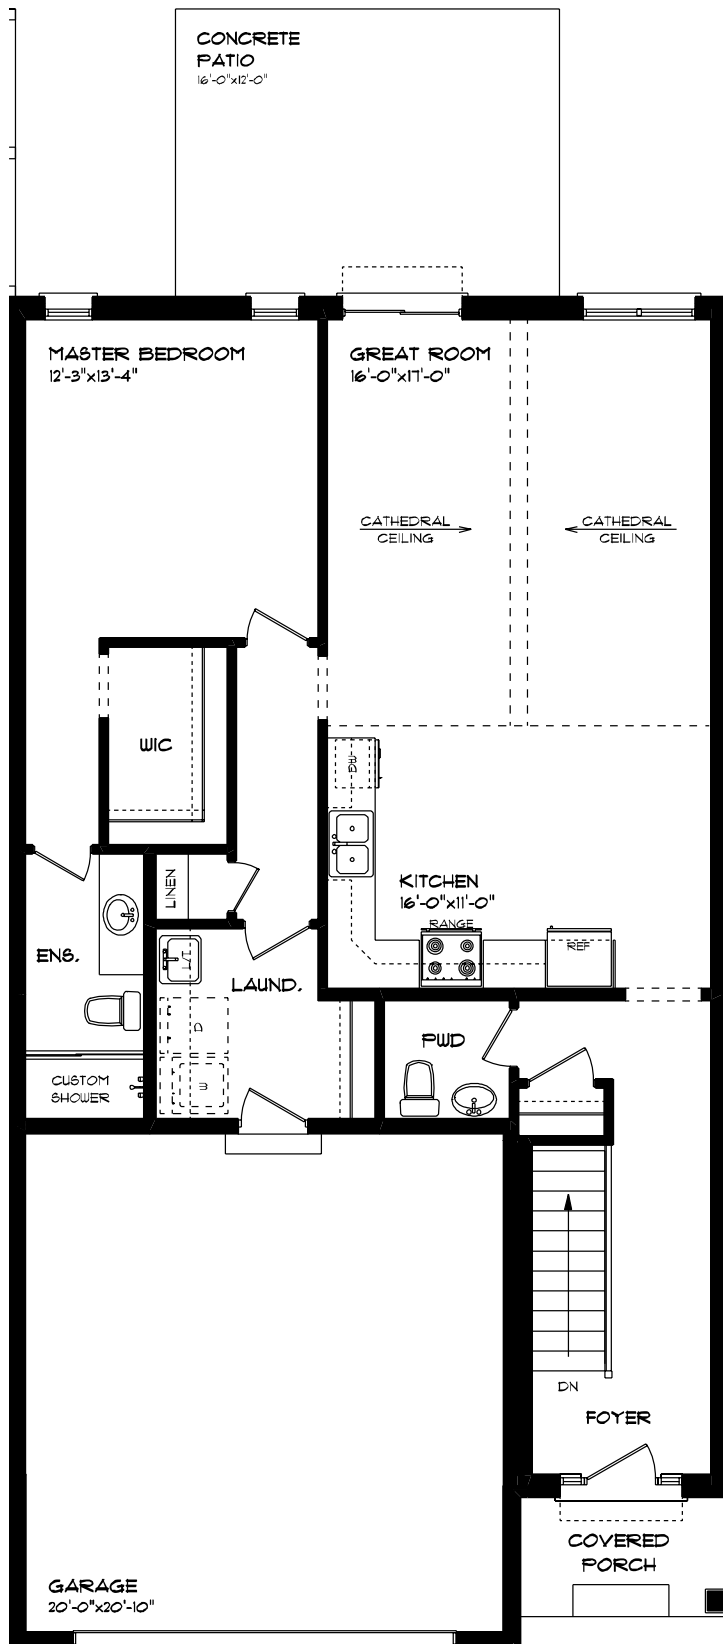 CONCRETE
PATIO
16'-0"x12'-0"
MASTER BEDROOM
12'-3"x13'-4"
GREAT ROOM
16'-0"x17'-0"
CATHEDRAL
CEILING
CATHEDRAL
CEILING
WIC
DW
LINEN
KITCHEN
16'-0"x11'-0"
RANGE
REF
ENS.
L/T
LAUND.
D
W
PWD
CUSTOM
SHOWER
DN
FOYER
COVERED
PORCH
GARAGE
20'-0"x20'-10"